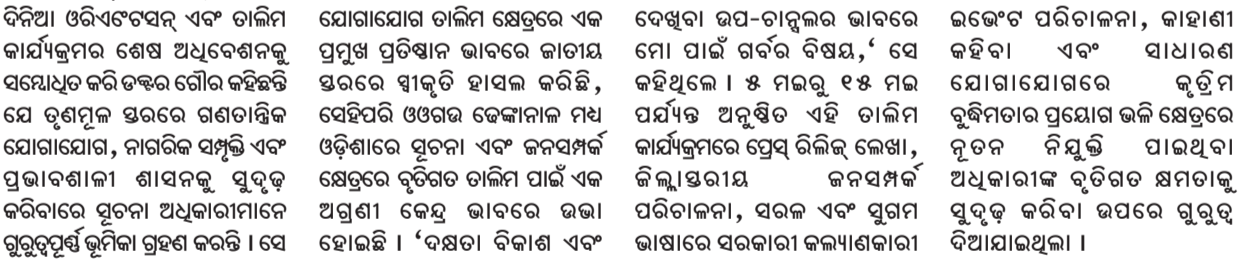 ଦିନିଆ ଓରିଏଂଟସନ୍ ଏବଂ ତାଲିମ
କାର୍ଯ୍ୟକ୍ରମର ଶେଷ ଅଧିବେଶନକୁ
ସମ୍ବୋଧିତ କରି ଡକ୍ଟର ଗୌର କହିଛନ୍ତି
ଯେ ତୃଣମୂଳ ସ୍ତରରେ ଗଣତାନ୍ତ୍ରିକ
ଯୋଗାଯୋଗ, ନାଗରିକ ସମ୍ପୃକ୍ତି ଏବଂ
ପ୍ରଭାବଶାଳୀ ଶାସନକୁ ସୁଦୃଢ଼
କରିବାରେ ସୂଚନା ଅଧିକାରୀମାନେ
ଗୁରୁତ୍ୱପୂର୍ଣ୍ଣ ଭୂମିକା ଗ୍ରହଣ କରନ୍ତି । ସେ
ଯୋଗାଯୋଗ ତାଲିମ କ୍ଷେତ୍ରରେ ଏକ
ପ୍ରମୁଖ ପ୍ରତିଷ୍ଠାନ ଭାବରେ ଜାତୀୟ
ସ୍ତରରେ ସ୍ୱୀକୃତି ହାସଲ କରିଛି,
ସେହିପରି ଓଓଗଉ ଢେଙ୍କାନାଳ ମଧ୍ୟ
ଓଡ଼ିଶାରେ ସୂଚନା ଏବଂ ଜନସମ୍ପର୍କ
କ୍ଷେତ୍ରରେ ବୃତିଗତ ତାଲିମ ପାଇଁ ଏକ
ଅଗ୍ରଣୀ କେନ୍ଦ୍ର ଭାବରେ ଉଭା
ହୋଇଛି । ‘ଦକ୍ଷତା ବିକାଶ ଏବଂ
ଦେଖିବା ଉପ-ଚାନ୍ସଲର ଭାବରେ
ମୋ ପାଇଁ ଗର୍ବର ବିଷୟ,‘ ସେ
କହିଥିଲେ । ୫ ମଇରୁ ୧୫ ମଇ
ପର୍ଯ୍ୟନ୍ତ ଅନୁଷ୍ଠିତ ଏହି ତାଲିମ
କାର୍ଯ୍ୟକ୍ରମରେ ପ୍ରେସ୍ ରିଲିଜ୍ ଲେଖା,
ଜିଲ୍ଲାସ୍ତରୀୟ ଜନସମ୍ପର୍କ
ପରିଚାଳନା, ସରଳ ଏବଂ ସୁଗମ
ଭାଷାରେ ସରକାରୀ କଲ୍ୟାଣକାରୀ
ଇଭେଂଟ ପରିଚାଳନା, କାହାଣୀ
କହିବା ଏବଂ ସାଧାରଣ
ଯୋଗାଯୋଗରେ କୃତ୍ରିମ
ବୁଦ୍ଧିମତାର ପ୍ରୟୋଗ ଭଳି କ୍ଷେତ୍ରରେ
ନୂତନ ନିଯୁକ୍ତି ପାଇଥିବା
ଅଧିକାରୀଙ୍କ ବୃତିଗତ କ୍ଷମତାକୁ
ସୁଦୃଢ଼ କରିବା ଉପରେ ଗୁରୁତ୍ୱ
ଦିଆଯାଇଥିଲା ।